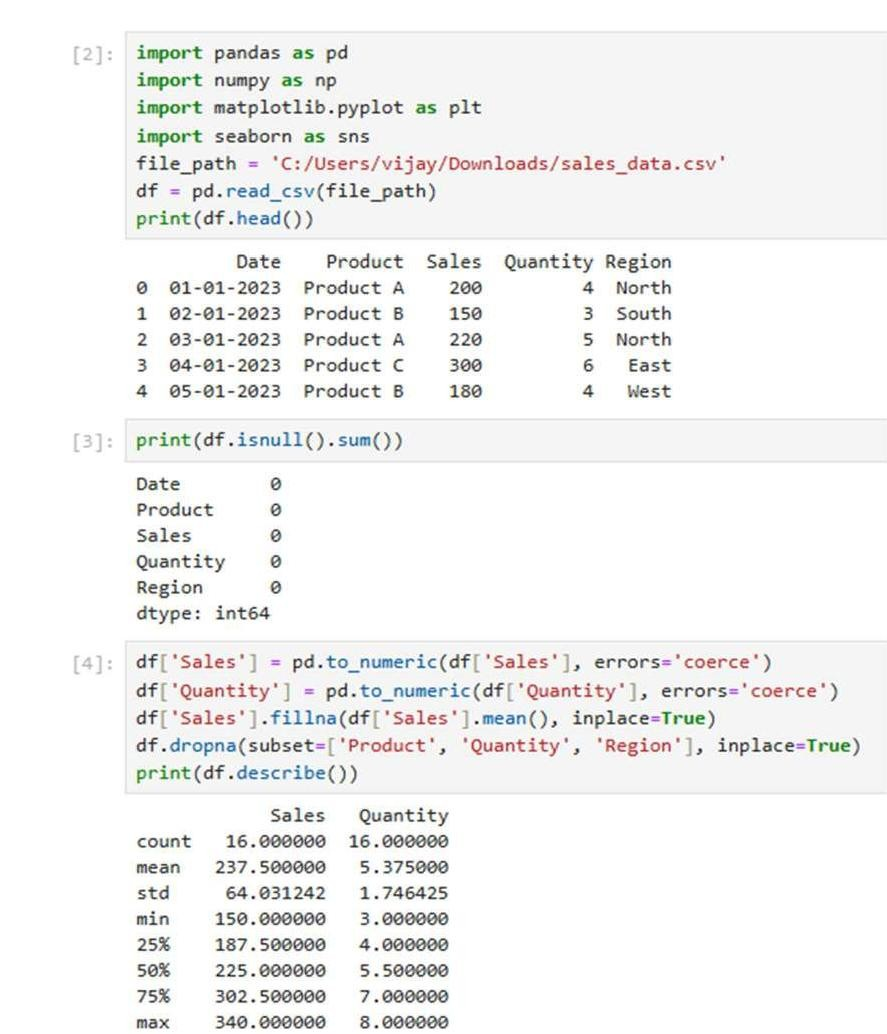 [2]: import pandas as pd
import numpy as np
import matplotlib.pyplot as plt
import seaborn as sns
file_path = 'C:/Users/vijay/Downloads/sales_data.csv'
df = pd.read_csv(file_path)
print(df.head())
Date Product Sales Quantity Region
0 01-01-2023 Product A 200 4 North
1 02-01-2023 Product B 150 3 South
2 03-01-2023 Product A 220 5 North
3 04-01-2023 Product C 300 6 East
4 05-01-2023 Product B 180 4 West
[3]: print(df.isnull().sum())
Date 0
Product 0
Sales 0
Quantity 0
Region 0
dtype: int64
[4]: df['Sales'] = pd.to_numeric(df['Sales'], errors='coerce')
df['Quantity'] = pd.to_numeric(df['Quantity'], errors='coerce')
df['Sales'].fillna(df['Sales'].mean(), inplace=True)
df.dropna(subset=['Product', 'Quantity', 'Region'], inplace=True)
print(df.describe())
Sales Quantity
count 16.000000 16.000000
mean 237.500000 5.375000
std 64.031242 1.746425
min 150.000000 3.000000
25% 187.500000 4.000000
50% 225.000000 5.500000
75% 302.500000 7.000000
max 340.000000 8.000000